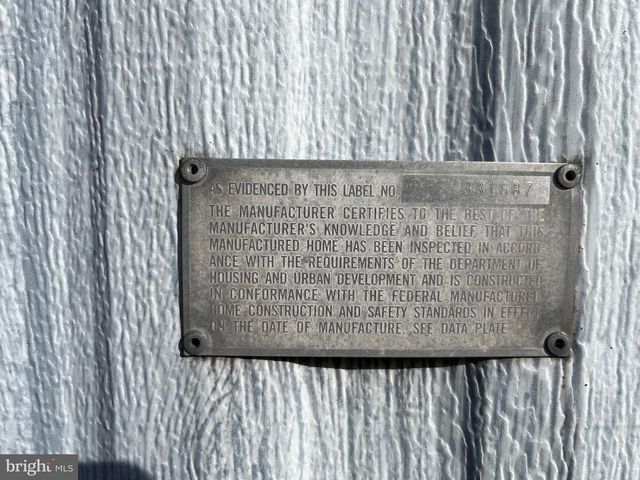 AS EVIDENCED BY THIS LABEL NO. 331687
THE MANUFACTURER CERTIFIES TO THE BEST OF THE
MANUFACTURER'S KNOWLEDGE AND BELIEF THAT THIS
MANUFACTURED HOME HAS BEEN INSPECTED IN ACCORD-
ANCE WITH THE REQUIREMENTS OF THE DEPARTMENT OF
HOUSING AND URBAN DEVELOPMENT AND IS CONSTRUCTED
IN CONFORMANCE WITH THE FEDERAL MANUFACTURED
HOME CONSTRUCTION AND SAFETY STANDARDS IN EFFECT
ON THE DATE OF MANUFACTURE. SEE DATA PLATE.
bright MLS